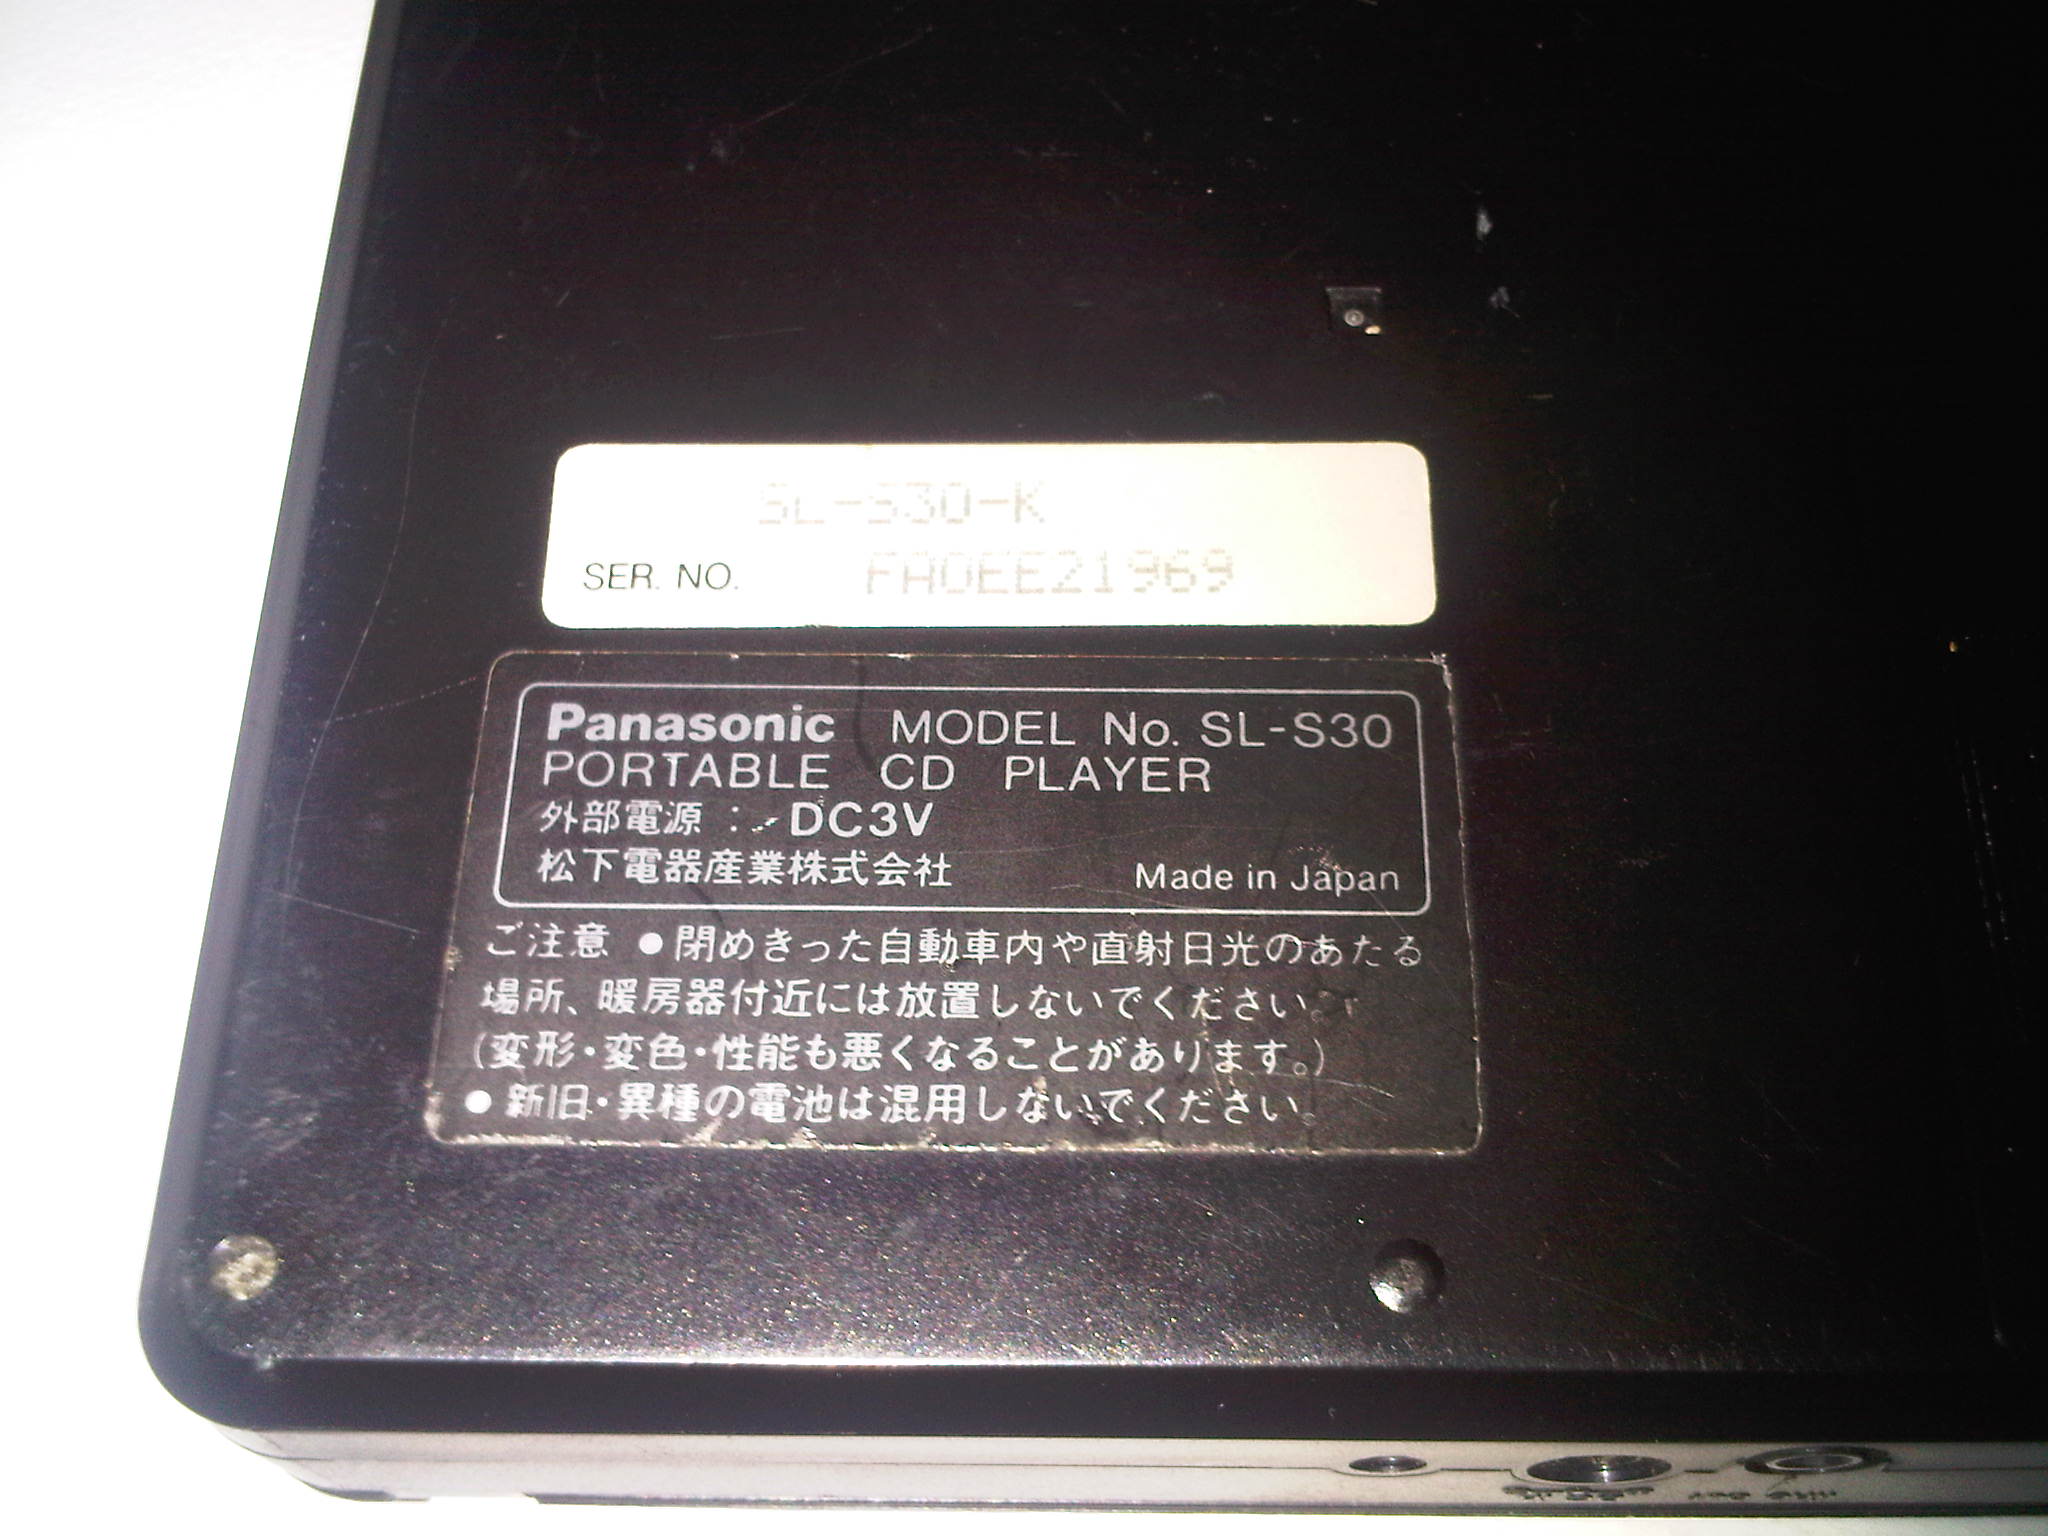 SL-S30-K
SER. NO. FA0EE21969
Panasonic MODEL No. SL-S30
PORTABLE CD PLAYER
外部電源 : DC3V
松下電器産業株式会社 Made in Japan
ご注意 ●閉めきった自動車内や直射日光のあたる
場所、暖房器付近には放置しないでください。
(変形・変色・性能も悪くなることがあります。)
●新旧・異種の電池は混用しないでください。